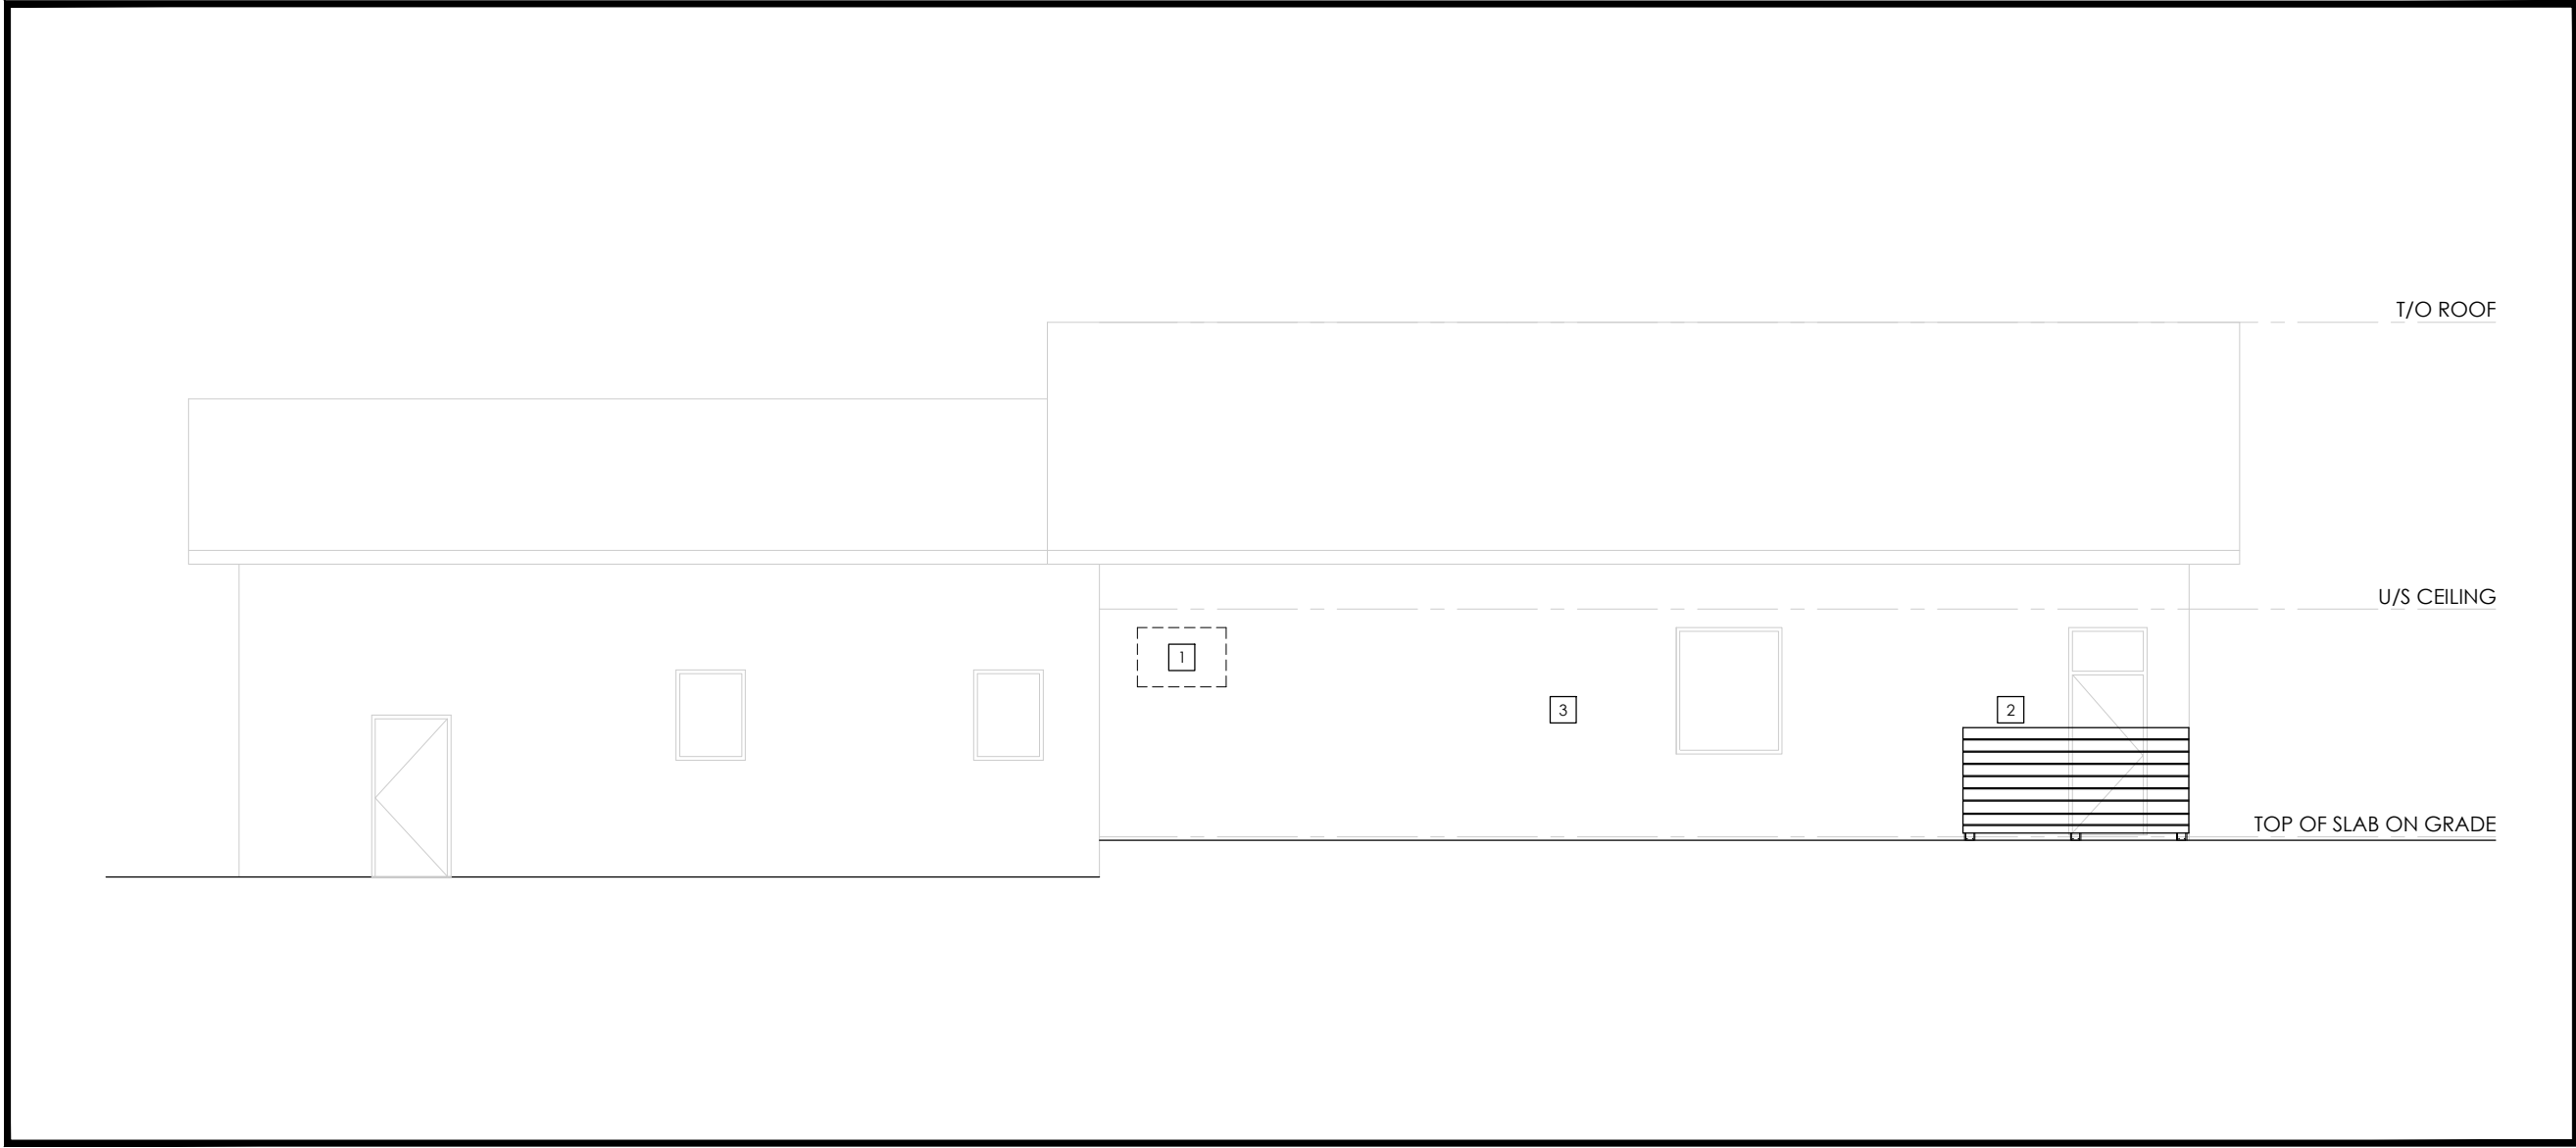 T/O ROOF
U/S CEILING
1
3
2
TOP OF SLAB ON GRADE